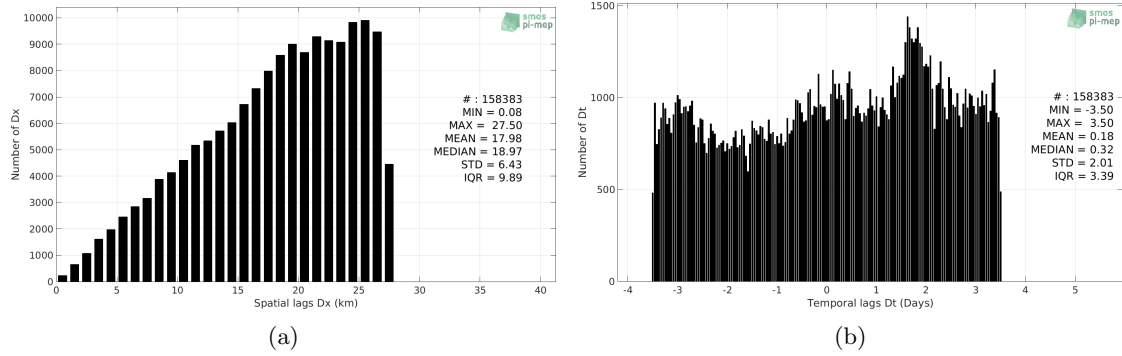 10000
9000
8000
7000
6000
5000
4000
3000
2000
1000
0
Number of Dx
0 5 10 15 20 25 30 35 40
Spatial lags Dx (km)
smos
pi-mep
# : 158383
MIN = 0.08
MAX = 27.50
MEAN = 17.98
MEDIAN = 18.97
STD = 6.43
IQR = 9.89
(a)
1500
1000
500
0
Number of Dt
-4 -3 -2 -1 0 1 2 3 4 5
Temporal lags Dt (Days)
smos
pi-mep
# : 158383
MIN = -3.50
MAX = 3.50
MEAN = 0.18
MEDIAN = 0.32
STD = 2.01
IQR = 3.39
(b)